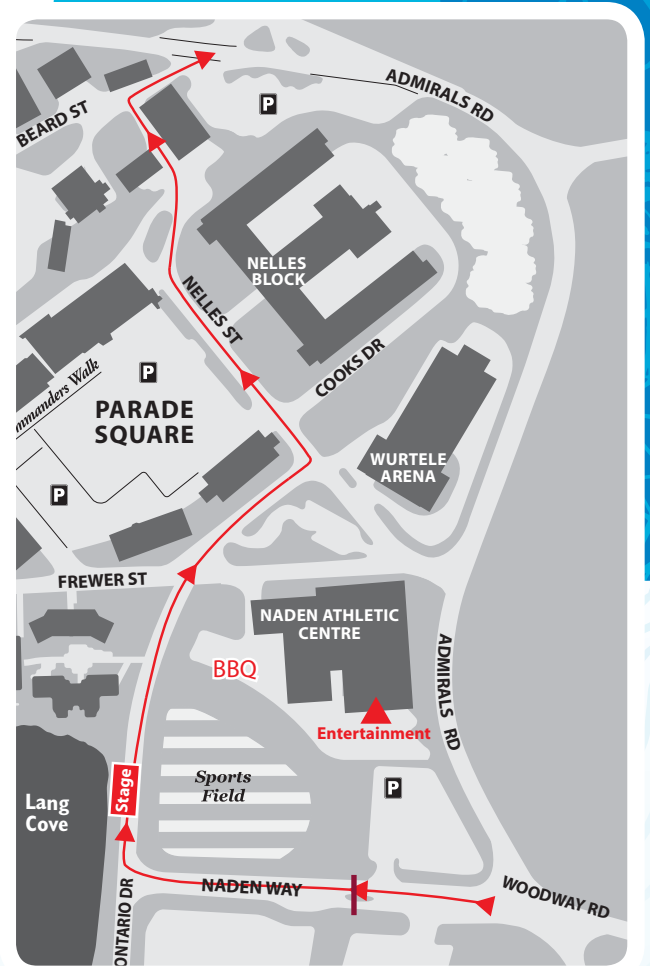 ADMIRALS RD
P
BEARD ST
NELLES
BLOCK
NELLES ST
COOKS DR
mmanders Walk
P
PARADE
SQUARE
WURTELE
ARENA
P
FREWER ST
NADEN ATHLETIC
CENTRE
ADMIRALS RD
BBQ
Entertainment
Stage
Sports
Field
P
Lang
Cove
NADEN WAY
WOODWAY RD
ONTARIO DR